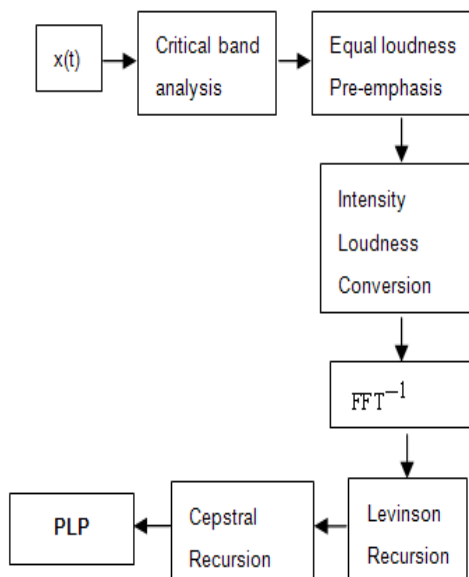 x(t)
Critical band
analysis
Equal loudness
Pre-emphasis
Intensity
Loudness
Conversion
FFT⁻¹
Levinson
Recursion
Cepstral
Recursion
PLP